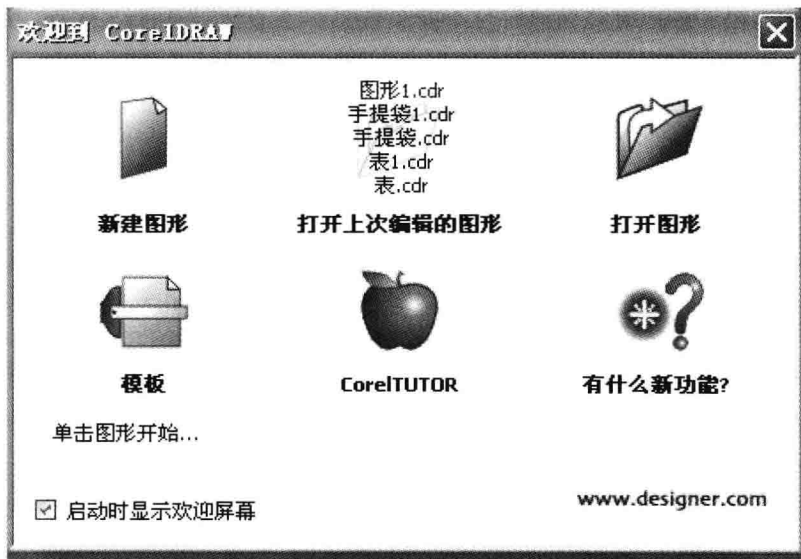 欢迎到 CorelDRAW
图形1.cdr
手提袋1.cdr
手提袋.cdr
表1.cdr
表.cdr
新建图形
打开上次编辑的图形
打开图形
模板
CorelTUTOR
有什么新功能?
单击图形开始...
启动时显示欢迎屏幕
www.designer.com